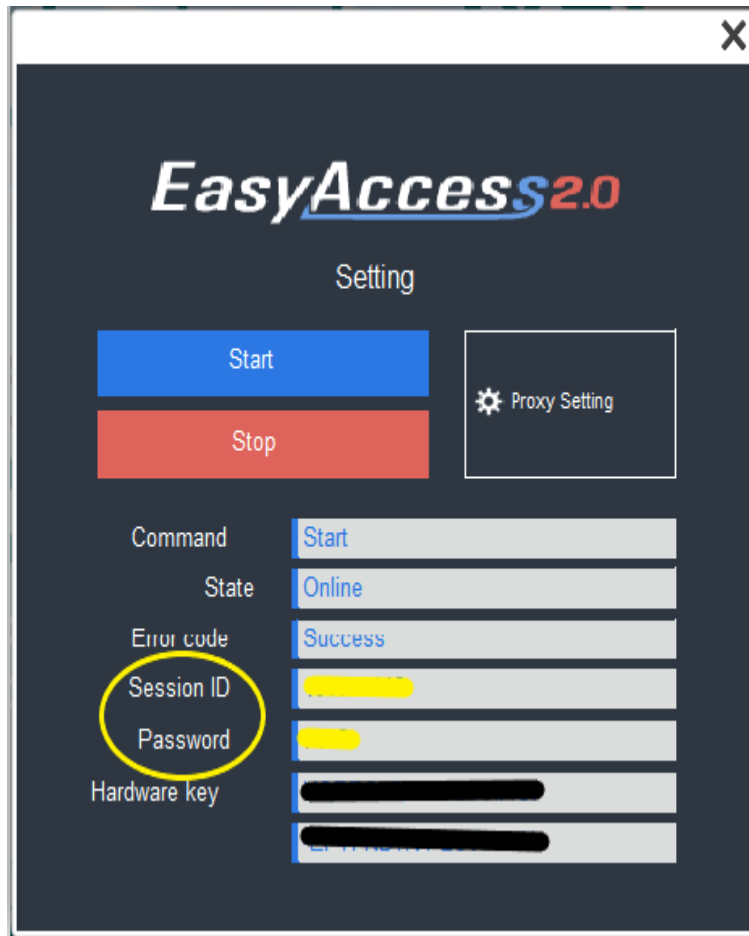 X
EasyAccess2.0
Setting
Start
Proxy Setting
Stop
Command Start
State Online
Error code Success
Session ID
Password
Hardware key